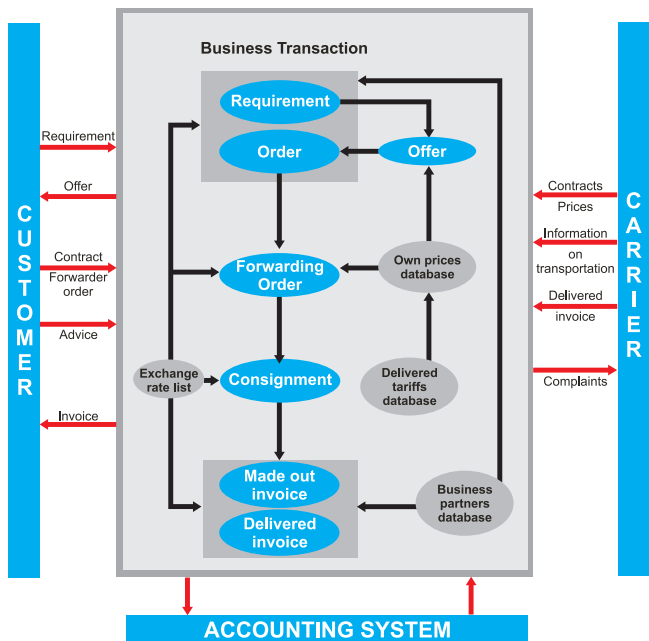 Business Transaction
Requirement
Order
Offer
Forwarding
Order
Own prices
database
Exchange
rate list
Consignment
Delivered
tariffs
database
Made out
invoice
Delivered
invoice
Business
partners
database
CUSTOMER
Requirement
Offer
Contract
Forwarder
order
Advice
Invoice
CARRIER
Contracts
Prices
Information
on
transportation
Delivered
invoice
Complaints
ACCOUNTING SYSTEM